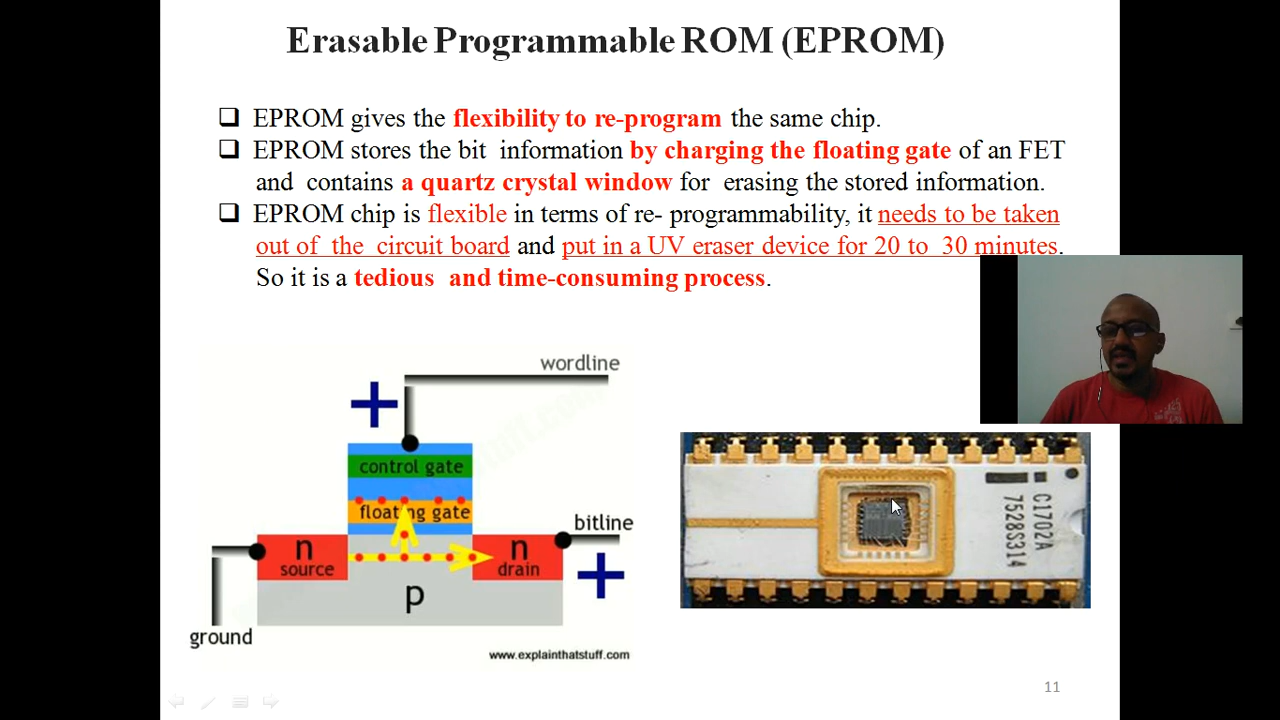 Erasable Programmable ROM (EPROM)
❑ EPROM gives the flexibility to re-program the same chip.
❑ EPROM stores the bit information by charging the floating gate of an FET
and contains a quartz crystal window for erasing the stored information.
❑ EPROM chip is flexible in terms of re- programmability, it needs to be taken
out of the circuit board and put in a UV eraser device for 20 to 30 minutes.
So it is a tedious and time-consuming process.
wordline
+
control gate
floating gate
bitline
n
source
n
drain
+
p
ground
www.explainthatstuff.com
C1702A
7528S314
11